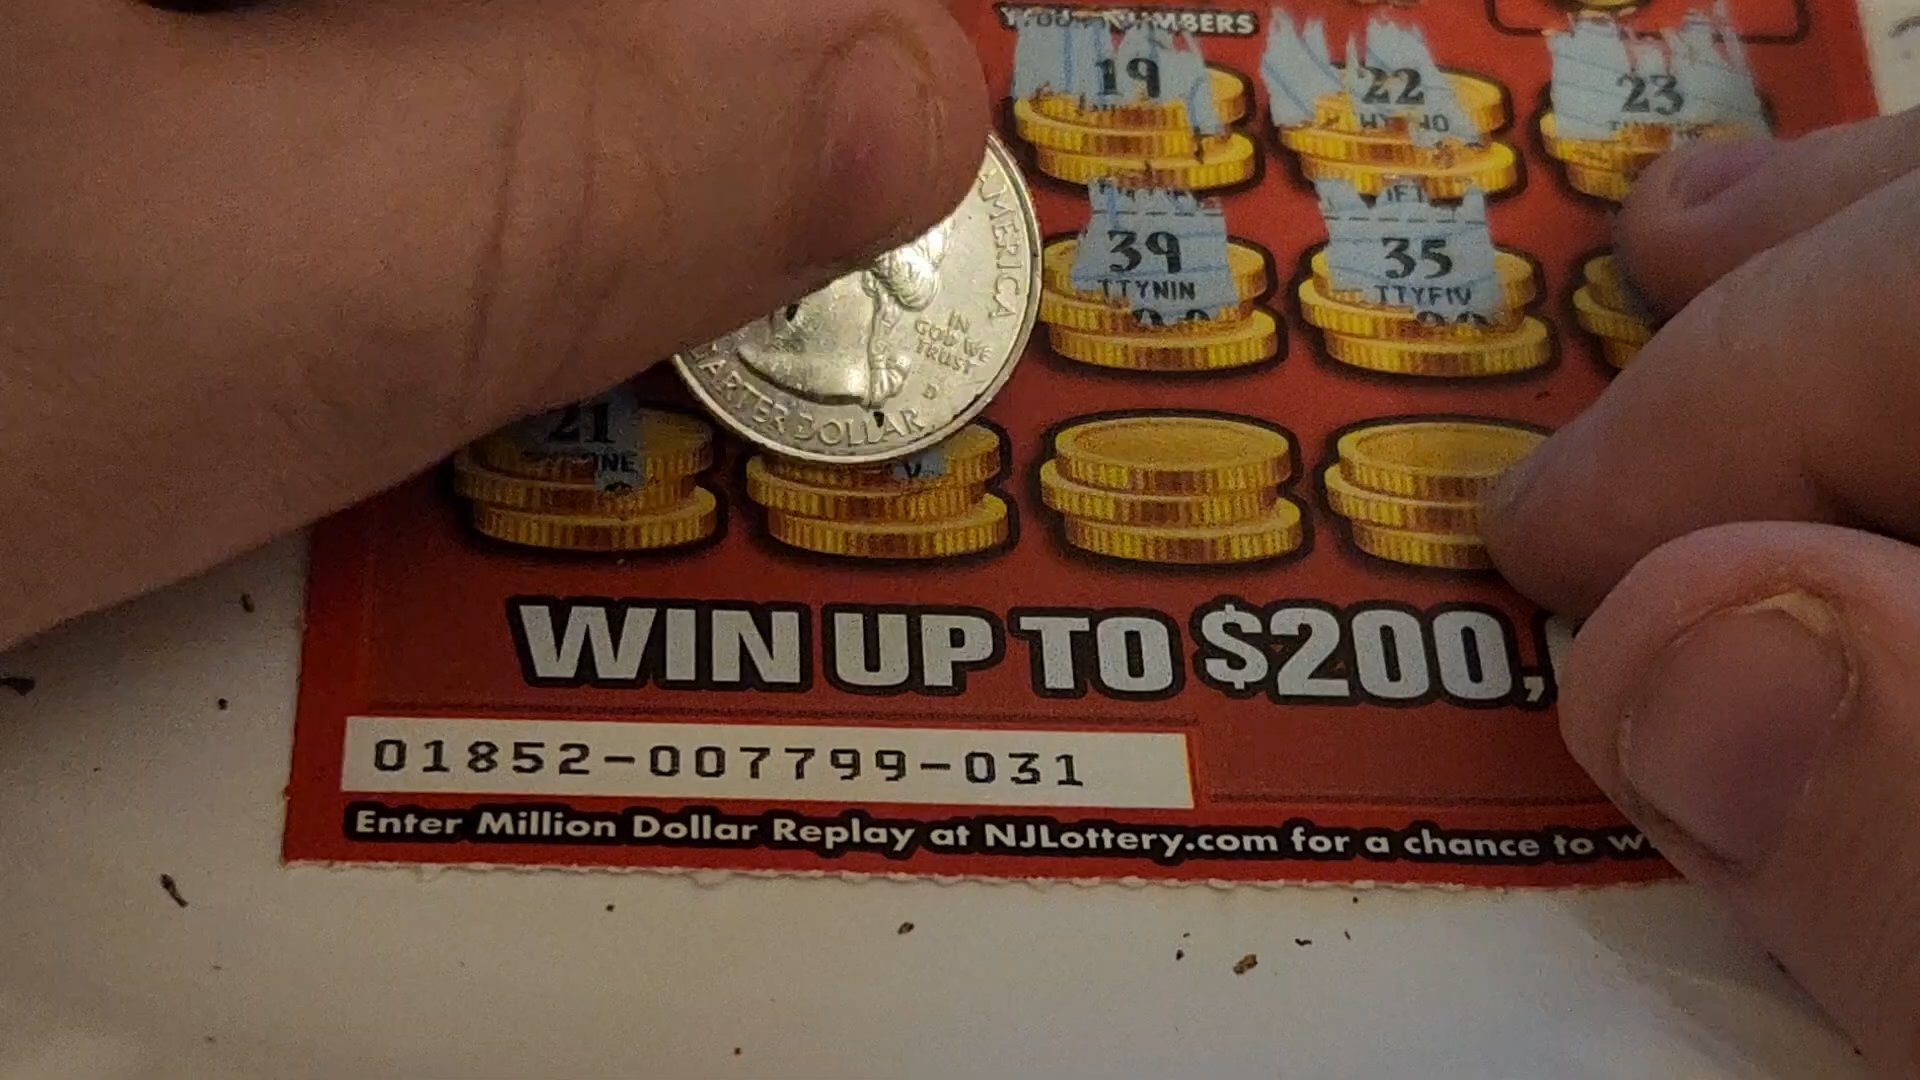 YOUR NUMBERS
19 22 23
39 35
TTYNIN TTYFIV
AMERICA
IN
GOD WE
TRUST
D
QUARTER DOLLAR
21
WIN UP TO $200,
01852-007799-031
Enter Million Dollar Replay at NJLottery.com for a chance to